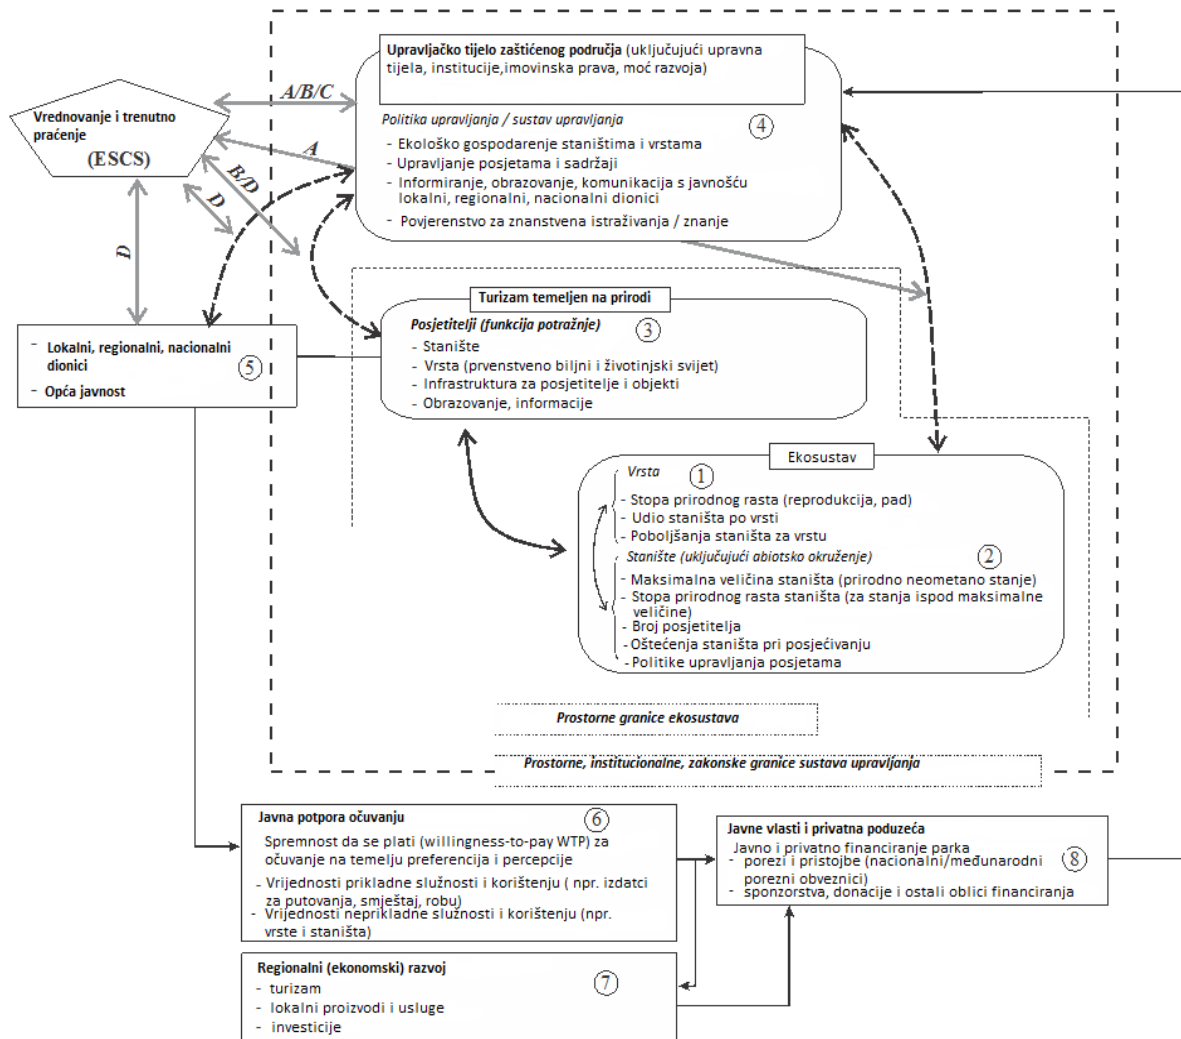 Upravljačko tijelo zaštićenog područja (uključujući upravna
tijela, institucije,imovinska prava, moć razvoja)
A/B/C
Vrednovanje i trenutno
praćenje
(ESCS)
Politika upravljanja / sustav upravljanja
4
- Ekološko gospodarenje staništima i vrstama
- Upravljanje posjetama i sadržaji
- Informiranje, obrazovanje, komunikacija s javnošću
lokalni, regionalni, nacionalni dionici
- Povjerenstvo za znanstvena istraživanja / znanje
A
B/D
D
D
Turizam temeljen na prirodi
Posjetitelji (funkcija potražnje)
3
- Stanište
- Vrsta (prvenstveno biljni i životinjski svijet)
- Infrastruktura za posjetitelje i objekti
- Obrazovanje, informacije
- Lokalni, regionalni, nacionalni
dionici
5
- Opća javnost
Ekosustav
Vrsta
1
- Stopa prirodnog rasta (reprodukcija, pad)
- Udio staništa po vrsti
- Poboljšanja staništa za vrstu
Stanište (uključujući abiotsko okruženje)
2
- Maksimalna veličina staništa (prirodno neometano stanje)
- Stopa prirodnog rasta staništa (za stanja ispod maksimalne
veličine)
- Broj posjetitelja
- Oštećenja staništa pri posjećivanju
- Politike upravljanja posjetama
Prostorne granice ekosustava
Prostorne, institucionalne, zakonske granice sustava upravljanja
Javna potpora očuvanju
6
Spremnost da se plati (willingness-to-pay WTP) za
očuvanje na temelju preferencija i percepcije
- Vrijednosti prikladne služnosti i korištenju ( npr. izdatci
za putovanja, smještaj, robu)
- Vrijednosti neprikladne služnosti i korištenju (npr.
vrste i staništa)
Javne vlasti i privatna poduzeća
Javno i privatno financiranje parka
- porezi i pristojbe (nacionalni/međunarodni
porezni obveznici)
8
- sponzorstva, donacije i ostali oblici financiranja
Regionalni (ekonomski) razvoj
7
- turizam
- lokalni proizvodi i usluge
- investicije